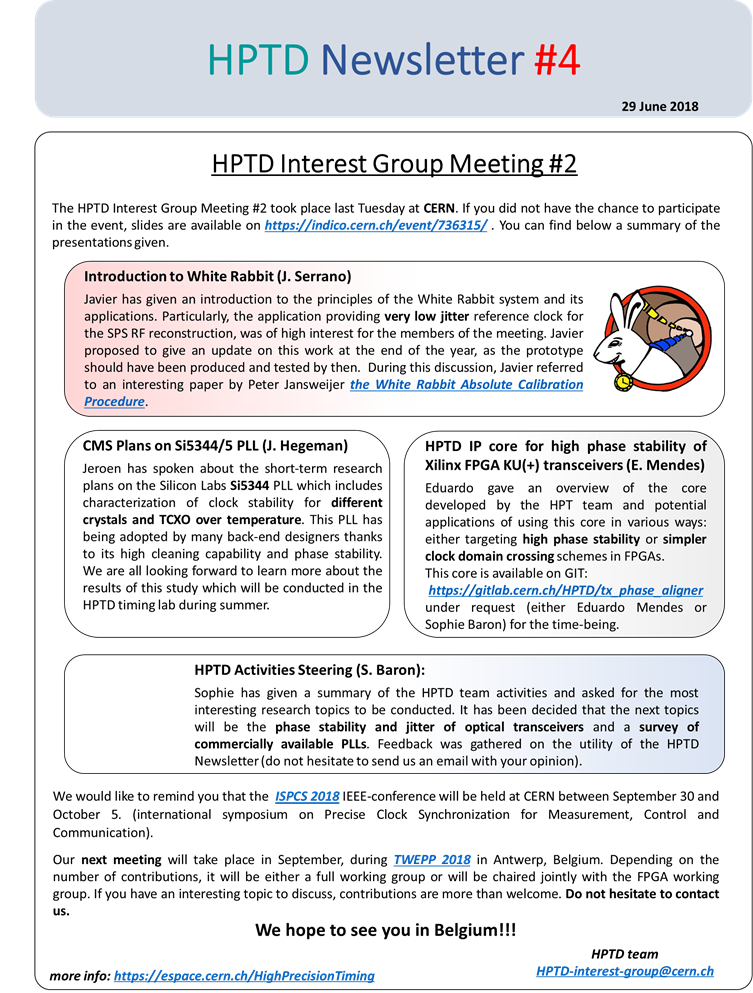 HPTD Newsletter #4
29 June 2018
HPTD Interest Group Meeting #2
The HPTD Interest Group Meeting #2 took place last Tuesday at CERN. If you did not have the chance to participate
in the event, slides are available on https://indico.cern.ch/event/736315/ . You can find below a summary of the
presentations given.
Introduction to White Rabbit (J. Serrano)
Javier has given an introduction to the principles of the White Rabbit system and its
applications. Particularly, the application providing very low jitter reference clock for
the SPS RF reconstruction, was of high interest for the members of the meeting. Javier
proposed to give an update on this work at the end of the year, as the prototype
should have been produced and tested by then. During this discussion, Javier referred
to an interesting paper by Peter Jansweijer the White Rabbit Absolute Calibration
Procedure.
CMS Plans on Si5344/5 PLL (J. Hegeman)
Jeroen has spoken about the short-term research
plans on the Silicon Labs Si5344 PLL which includes
characterization of clock stability for different
crystals and TCXO over temperature. This PLL has
being adopted by many back-end designers thanks
to its high cleaning capability and phase stability.
We are all looking forward to learn more about the
results of this study which will be conducted in the
HPTD timing lab during summer.
HPTD IP core for high phase stability of
Xilinx FPGA KU(+) transceivers (E. Mendes)
Eduardo gave an overview of the core
developed by the HPT team and potential
applications of using this core in various ways:
either targeting high phase stability or simpler
clock domain crossing schemes in FPGAs.
This core is available on GIT:
https://gitlab.cern.ch/HPTD/tx_phase_aligner
under request (either Eduardo Mendes or
Sophie Baron) for the time-being.
HPTD Activities Steering (S. Baron):
Sophie has given a summary of the HPTD team activities and asked for the most
interesting research topics to be conducted. It has been decided that the next topics
will be the phase stability and jitter of optical transceivers and a survey of
commercially available PLLs. Feedback was gathered on the utility of the HPTD
Newsletter (do not hesitate to send us an email with your opinion).
We would like to remind you that the ISPCS 2018 IEEE-conference will be held at CERN between September 30 and
October 5. (international symposium on Precise Clock Synchronization for Measurement, Control and
Communication).
Our next meeting will take place in September, during TWEPP 2018 in Antwerp, Belgium. Depending on the
number of contributions, it will be either a full working group or will be chaired jointly with the FPGA working
group. If you have an interesting topic to discuss, contributions are more than welcome. Do not hesitate to contact
us.
We hope to see you in Belgium!!!
HPTD team
more info: https://espace.cern.ch/HighPrecisionTiming
HPTD-interest-group@cern.ch